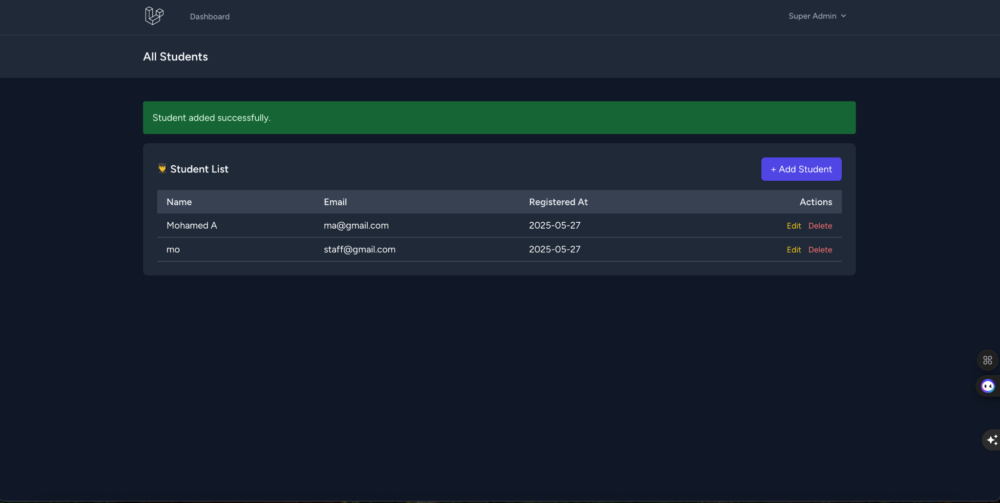 Dashboard
Super Admin
All Students
Student added successfully.
Student List
+ Add Student
Name Email Registered At Actions
Mohamed A ma@gmail.com 2025-05-27 Edit Delete
mo staff@gmail.com 2025-05-27 Edit Delete